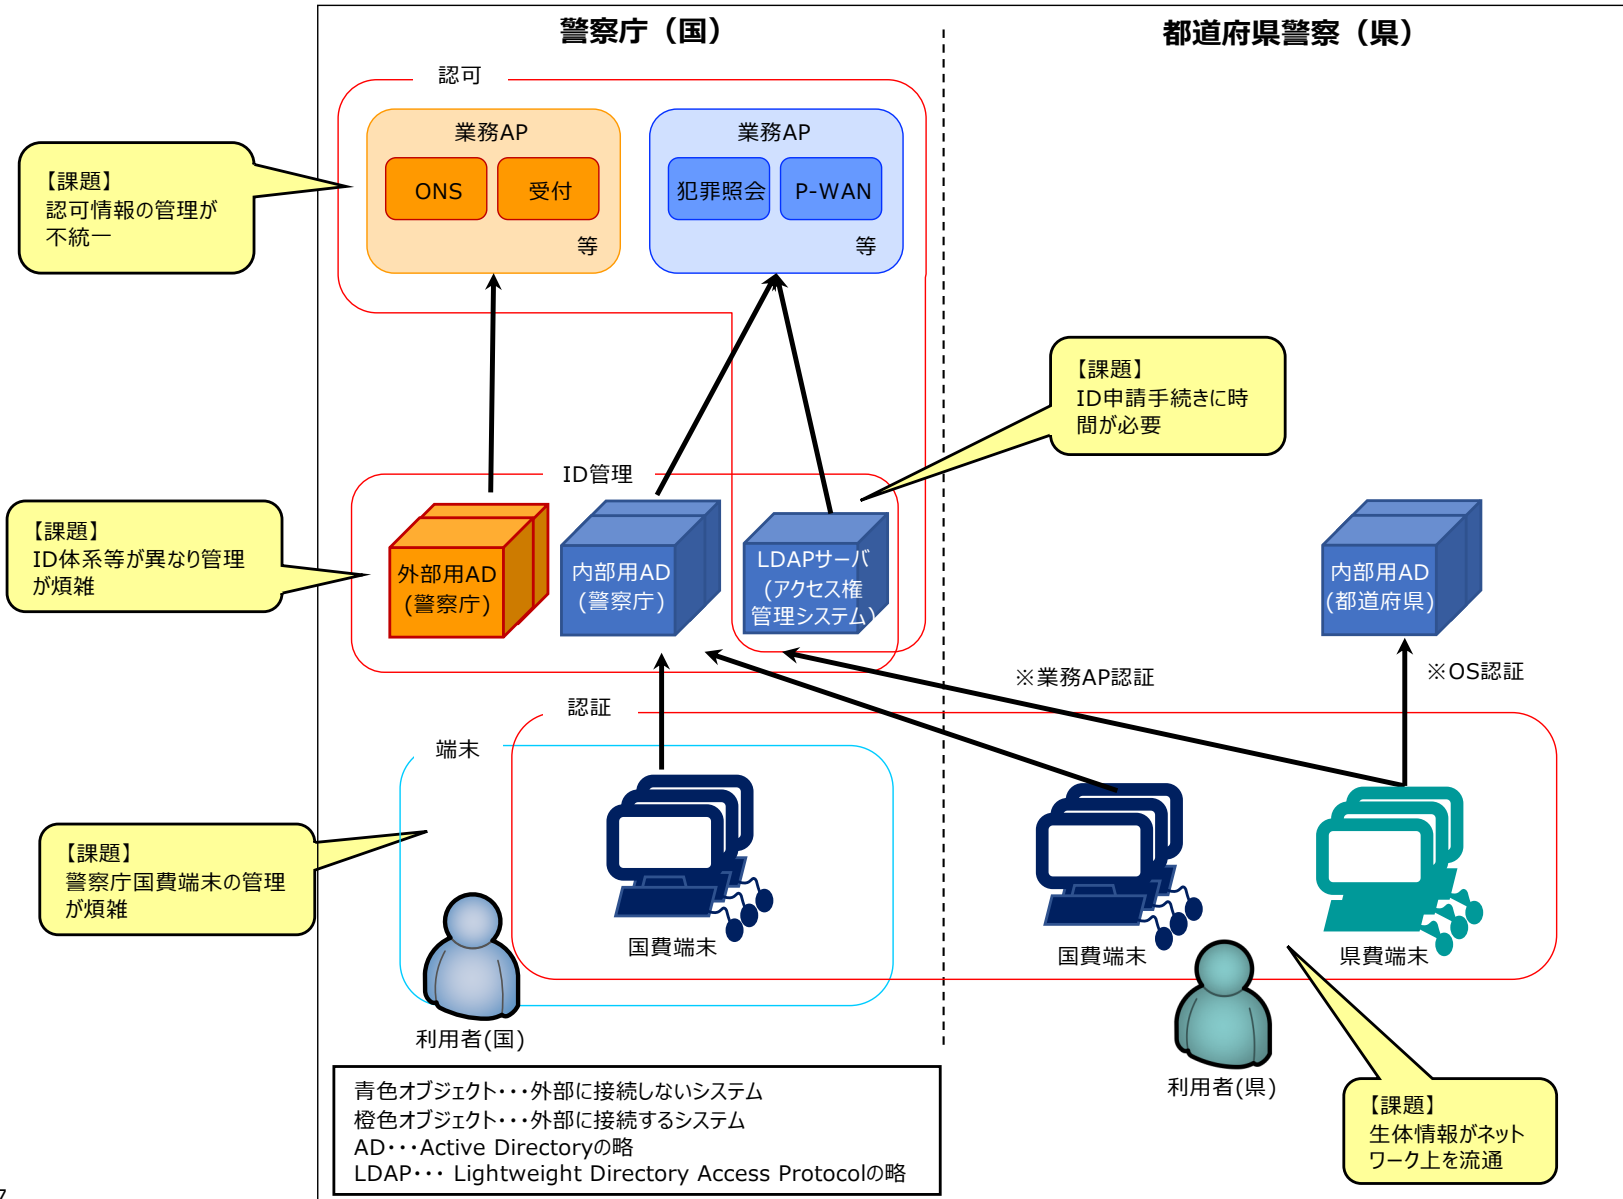 警察庁（国）
都道府県警察（県）
認可
業務AP
ONS
受付
等
業務AP
犯罪照会
P-WAN
等
【課題】
認可情報の管理が
不統一
【課題】
ID申請手続きに時
間が必要
ID管理
【課題】
ID体系等が異なり管理
が煩雑
外部用AD
(警察庁)
内部用AD
(警察庁)
LDAPサーバ
(アクセス権
管理システム)
内部用AD
(都道府県)
※業務AP認証
※OS認証
認証
端末
【課題】
警察庁国費端末の管理
が煩雑
国費端末
国費端末
県費端末
利用者(国)
利用者(県)
【課題】
生体情報がネット
ワーク上を流通
青色オブジェクト・・・外部に接続しないシステム
橙色オブジェクト・・・外部に接続するシステム
AD・・・Active Directoryの略
LDAP・・・ Lightweight Directory Access Protocolの略
7